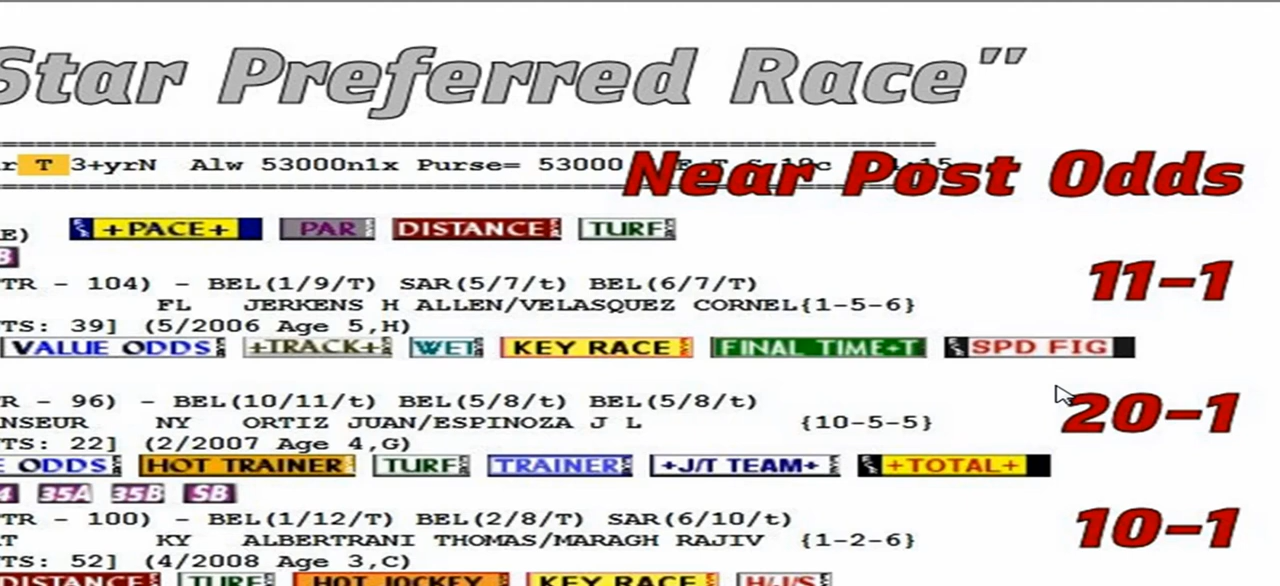 Star Preferred Race"
r T 3+yrN Alw 53000n1x Purse= 53000
Near Post Odds
E) +PACE+ PAR DISTANCE TURF
B
TR - 104) - BEL(1/9/T) SAR(5/7/t) BEL(6/7/T)
11-1
FL JERKENS H ALLEN/VELASQUEZ CORNEL{1-5-6}
TS: 39] (5/2006 Age 5,H)
VALUE ODDS +TRACK+ WET KEY RACE FINAL TIME+T SPD FIG
R - 96) - BEL(10/11/t) BEL(5/8/t) BEL(5/8/t)
20-1
NSEUR NY ORTIZ JUAN/ESPINOZA J L {10-5-5}
TS: 22] (2/2007 Age 4,G)
E ODDS HOT TRAINER TURF TRAINER +J/T TEAM+ +TOTAL+
4 35A 35B SB
TR - 100) - BEL(1/12/T) BEL(2/8/T) SAR(6/10/t)
10-1
T KY ALBERTRANI THOMAS/MARAGH RAJIV {1-2-6}
TS: 52] (4/2008 Age 3,C)
DISTANCE TURF HOT JOCKEY KEY RACE H/J/S